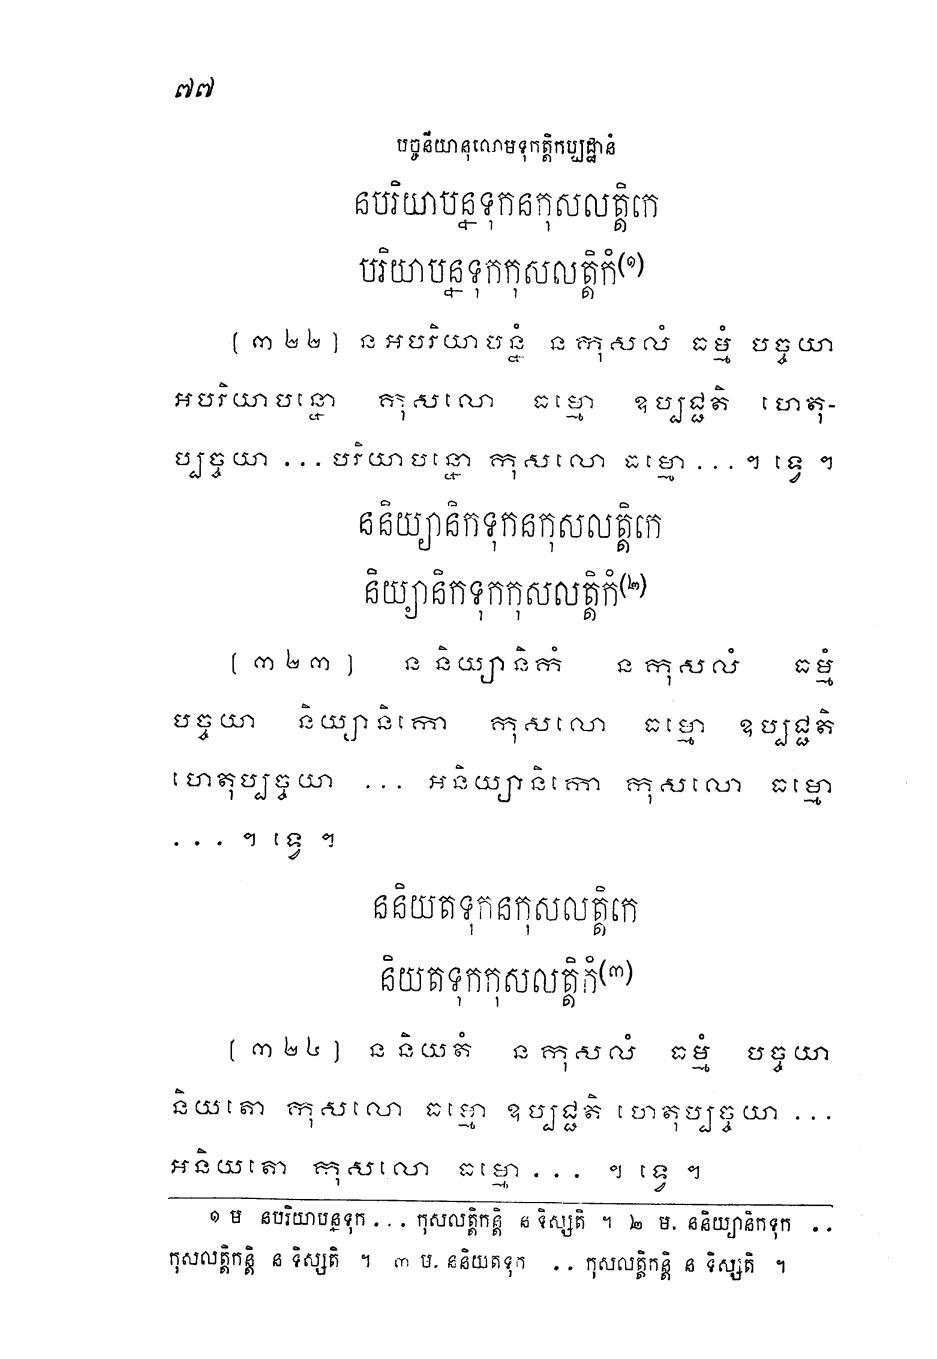 ៧៧
បច្ចនីយានុលោមទុកត្តិកប្បដ្ឋានំ
នបរិយាបន្នទុកនកុសលត្តិកេ
បរិយាបន្នទុកកុសលត្តិកំ(១)
[៣២២] ន អបរិយាបន្នំ ន កុសលំ ធម្មំ បច្ចយា
អបរិយាបន្នោ កុសលោ ធម្មោ ឧប្បជ្ជតិ ហេតុ-
ប្បច្ចយា ... បរិយាបន្នោ កុសលោ ធម្មោ ... ។ ទ្វេ ។
ននិយ្យានិកទុកនកុសលត្តិកេ
និយ្យានិកទុកកុសលត្តិកំ(២)
[៣២៣] ន និយ្យានិកំ ន កុសលំ ធម្មំ
បច្ចយា និយ្យានិកោ កុសលោ ធម្មោ ឧប្បជ្ជតិ
ហេតុប្បច្ចយា ... អនិយ្យានិកោ កុសលោ ធម្មោ
... ។ ទ្វេ ។
ននិយតទុកនកុសលត្តិកេ
និយតទុកកុសលត្តិកំ(៣)
[៣២៤] ន និយតំ ន កុសលំ ធម្មំ បច្ចយា
និយតោ កុសលោ ធម្មោ ឧប្បជ្ជតិ ហេតុប្បច្ចយា ...
អនិយតោ កុសលោ ធម្មោ ... ។ ទ្វេ ។
១ ម នបរិយាបន្នទុក ... កុសលត្តិកន្តិ ន ទិស្សតិ ។ ២ ម. ននិយ្យានិកទុក ..
កុសលត្តិកន្តិ ន ទិស្សតិ ។ ៣ ម. ននិយតទុក .. កុសលត្តិកន្តិ ន ទិស្សតិ ។